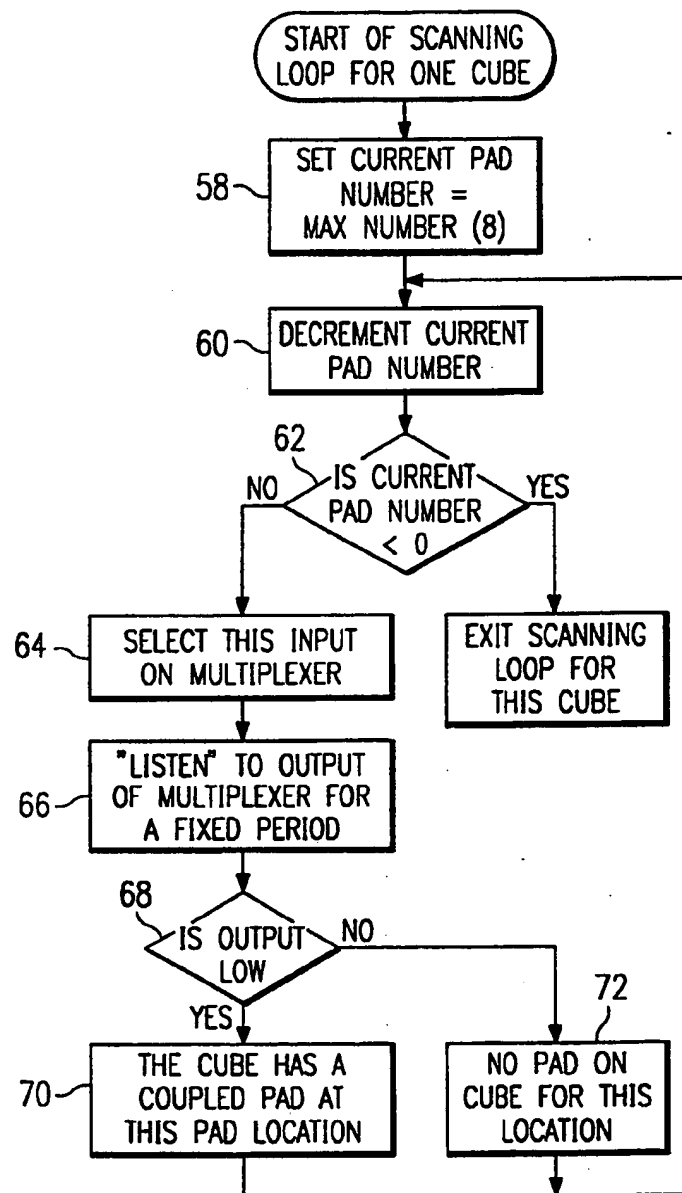 START OF SCANNING
LOOP FOR ONE CUBE
58
SET CURRENT PAD
NUMBER =
MAX NUMBER (8)
60
DECREMENT CURRENT
PAD NUMBER
62
NO
IS CURRENT
PAD NUMBER
< 0
YES
64
SELECT THIS INPUT
ON MULTIPLEXER
EXIT SCANNING
LOOP FOR
THIS CUBE
66
"LISTEN" TO OUTPUT
OF MULTIPLEXER FOR
A FIXED PERIOD
68
IS OUTPUT
LOW
NO
YES
70
THE CUBE HAS A
COUPLED PAD AT
THIS PAD LOCATION
72
NO PAD ON
CUBE FOR THIS
LOCATION